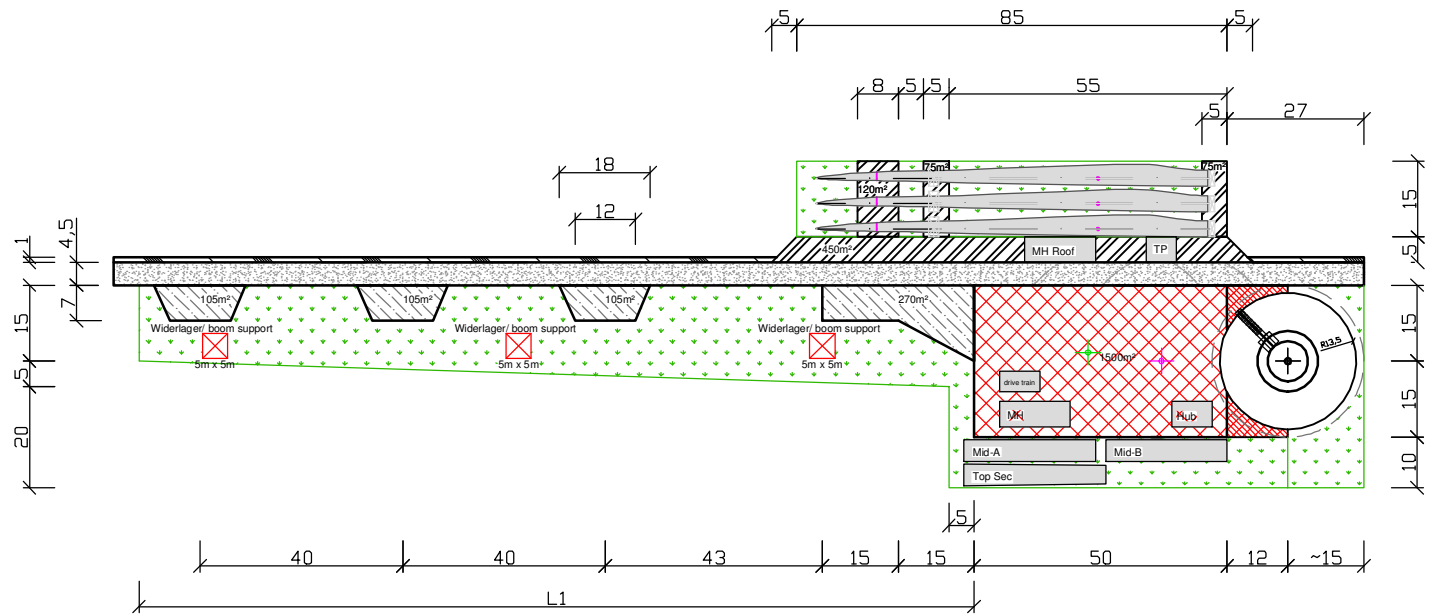 5 85 5
8 5 5 55
5 27
18
12
75m² 75m²
120m²
15
1 4,5
450m² MH Roof TP 5
7
105m² 105m² 105m² 270m²
15 15
Widerlager/ boom support Widerlager/ boom support Widerlager/ boom support
R13,5
1500m²
5m x 5m 5m x 5m 5m x 5m
5
drive train
15
MH Hub
20
Mid-A Mid-B
10
Top Sec
5
40 40 43 15 15 50 12 ~15
L1